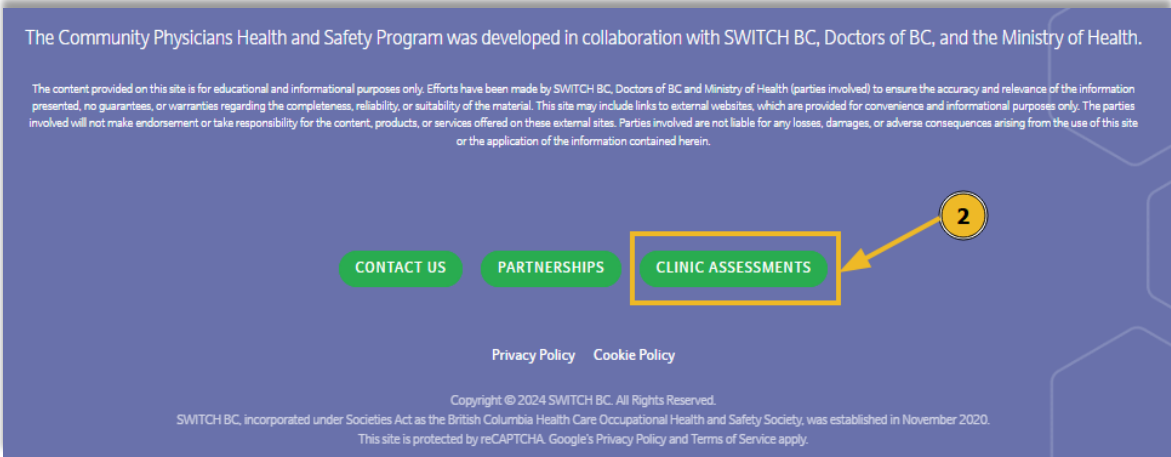 The Community Physicians Health and Safety Program was developed in collaboration with SWITCH BC, Doctors of BC, and the Ministry of Health.
The content provided on this site is for educational and informational purposes only. Efforts have been made by SWITCH BC, Doctors of BC and Ministry of Health (parties involved) to ensure the accuracy and relevance of the information
presented, no guarantees, or warranties regarding the completeness, reliability, or suitability of the material. This site may include links to external websites, which are provided for convenience and informational purposes only. The parties
involved will not make endorsement or take responsibility for the content, products, or services offered on these external sites. Parties involved are not liable for any losses, damages, or adverse consequences arising from the use of this site
or the application of the information contained herein.
2
CONTACT US PARTNERSHIPS CLINIC ASSESSMENTS
Privacy Policy Cookie Policy
Copyright © 2024 SWITCH BC. All Rights Reserved.
SWITCH BC, incorporated under Societies Act as the British Columbia Health Care Occupational Health and Safety Society, was established in November 2020.
This site is protected by reCAPTCHA. Google's Privacy Policy and Terms of Service apply.